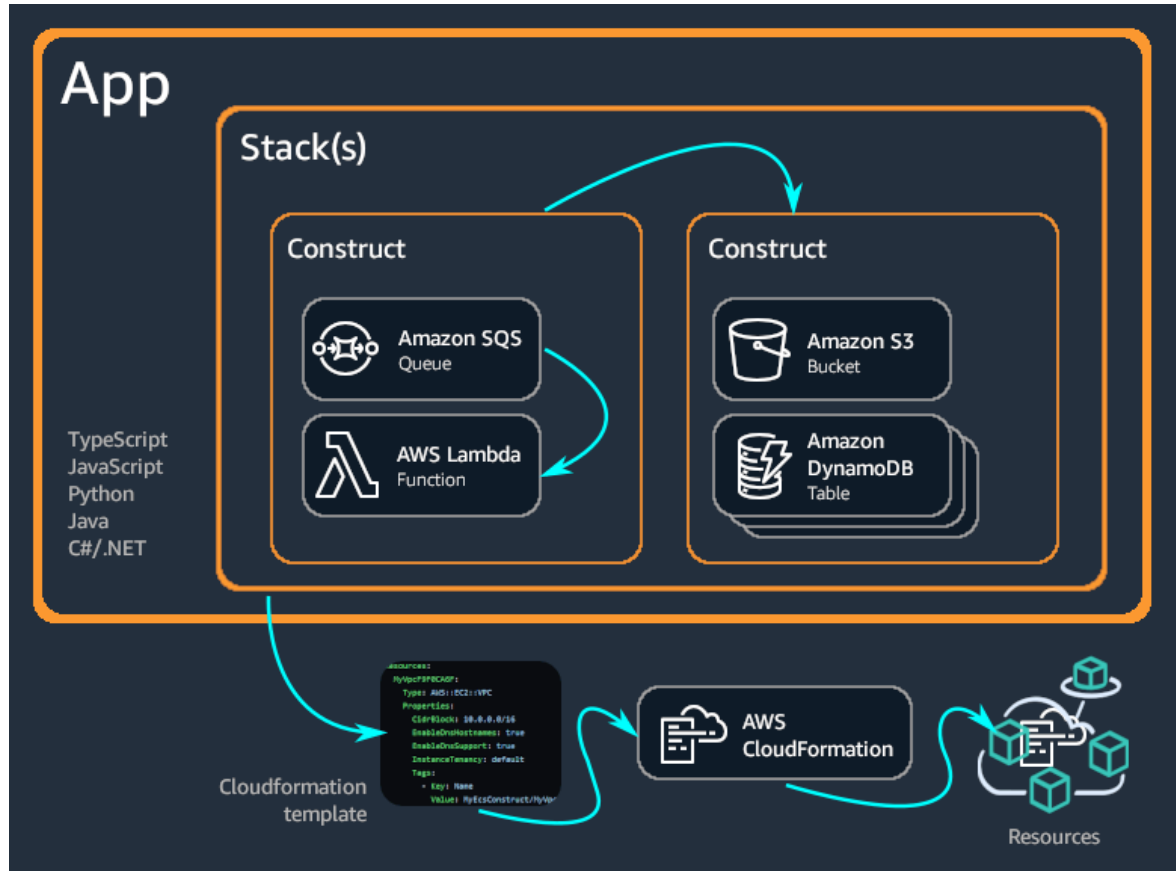 App
Stack(s)
Construct
Amazon SQS
Queue
AWS Lambda
Function
Construct
Amazon S3
Bucket
Amazon
DynamoDB
Table
TypeScript
JavaScript
Python
Java
C#/.NET
Type: AWS::EC2::VPC
Properties:
CidrBlock: 10.0.0.0/16
EnableDnsHostnames: true
EnableDnsSupport: true
InstanceTenancy: default
Tags:
- Key: Name
Value:
Cloudformation
template
AWS
CloudFormation
Resources